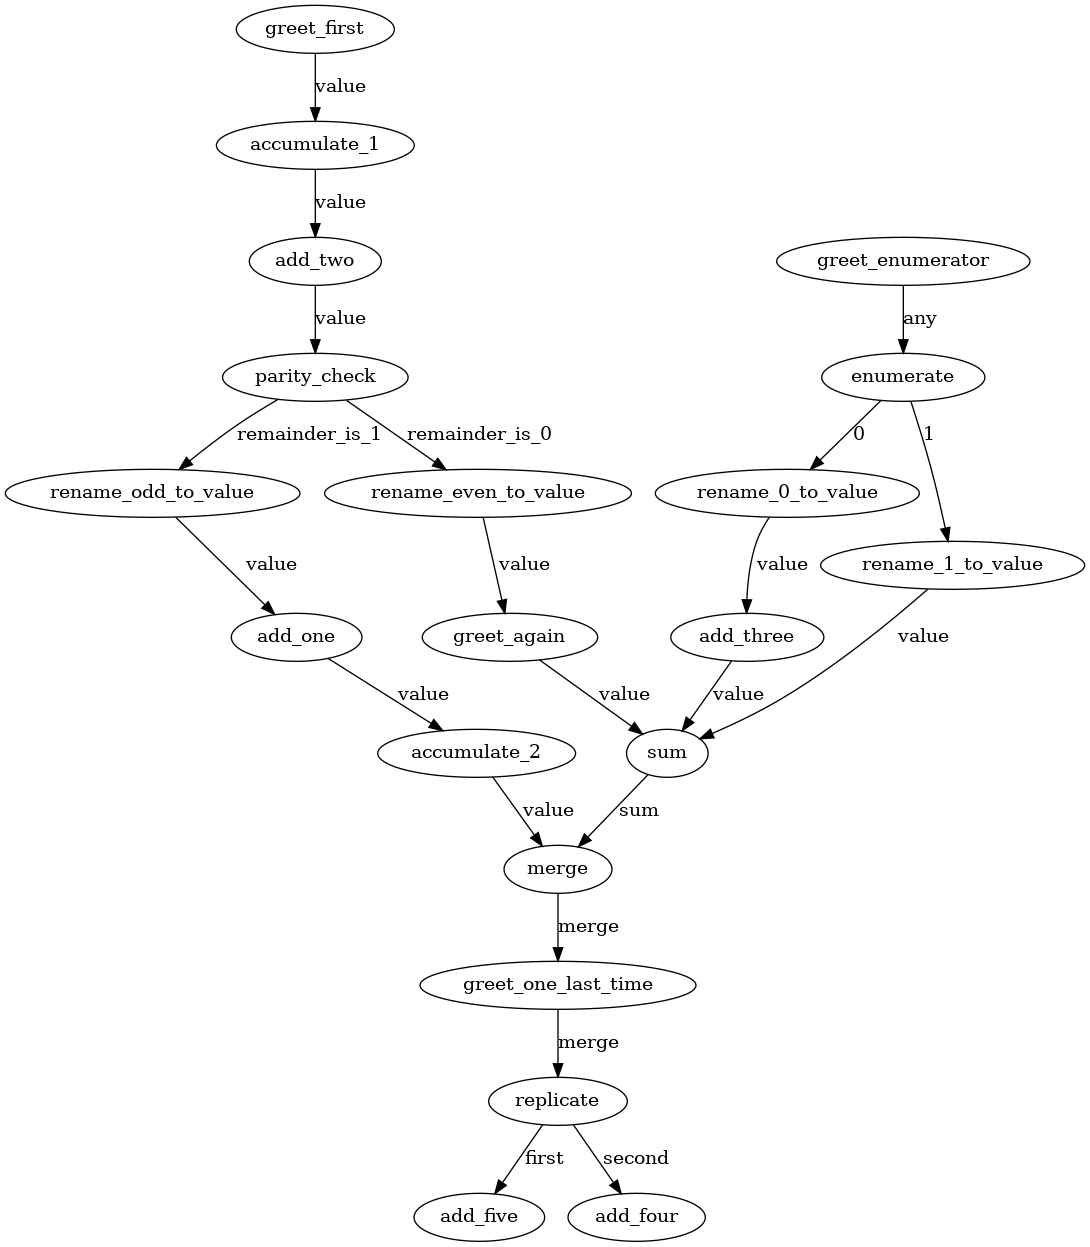 greet_first
value
accumulate_1
value
add_two
greet_enumerator
value
any
parity_check
enumerate
remainder_is_1
remainder_is_0
0
1
rename_odd_to_value
rename_even_to_value
rename_0_to_value
value
value
value
rename_1_to_value
add_one
greet_again
add_three
value
value
value
value
accumulate_2
sum
value
sum
merge
merge
greet_one_last_time
merge
replicate
first
second
add_five
add_four